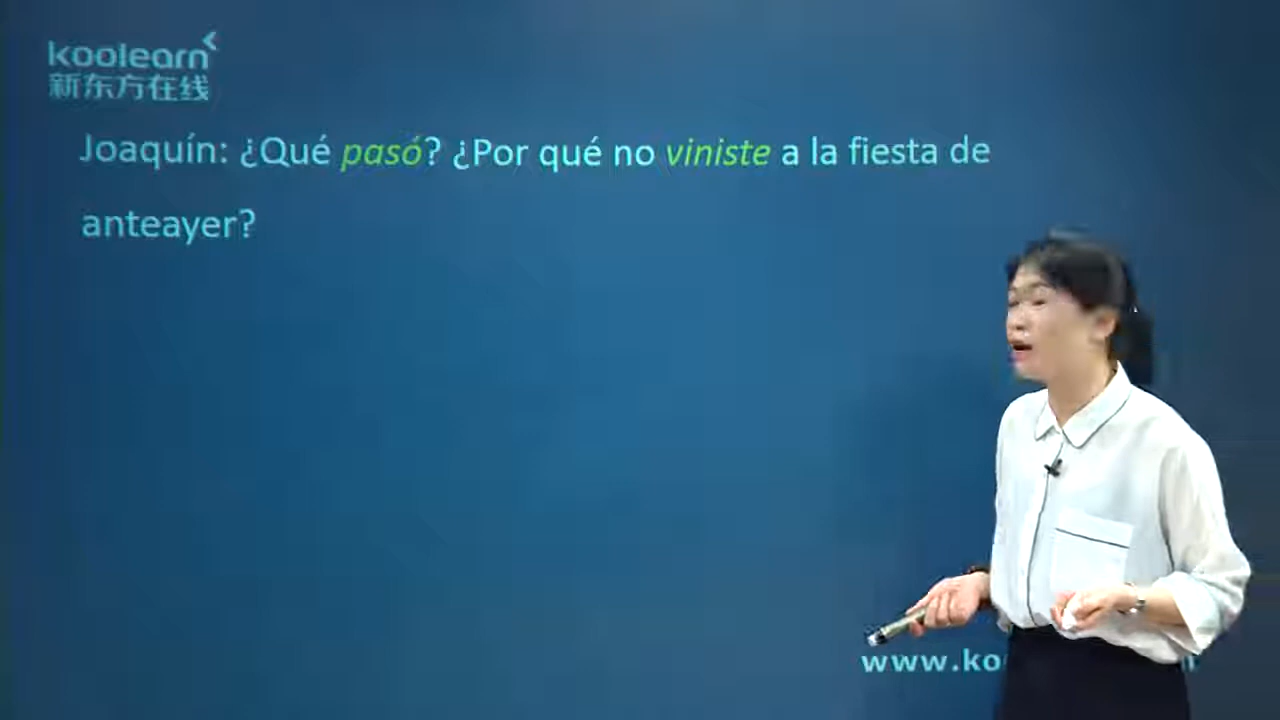 koolearn
新东方在线
Joaquín: ¿Qué pasó? ¿Por qué no viniste a la fiesta de
anteayer?
www.ko